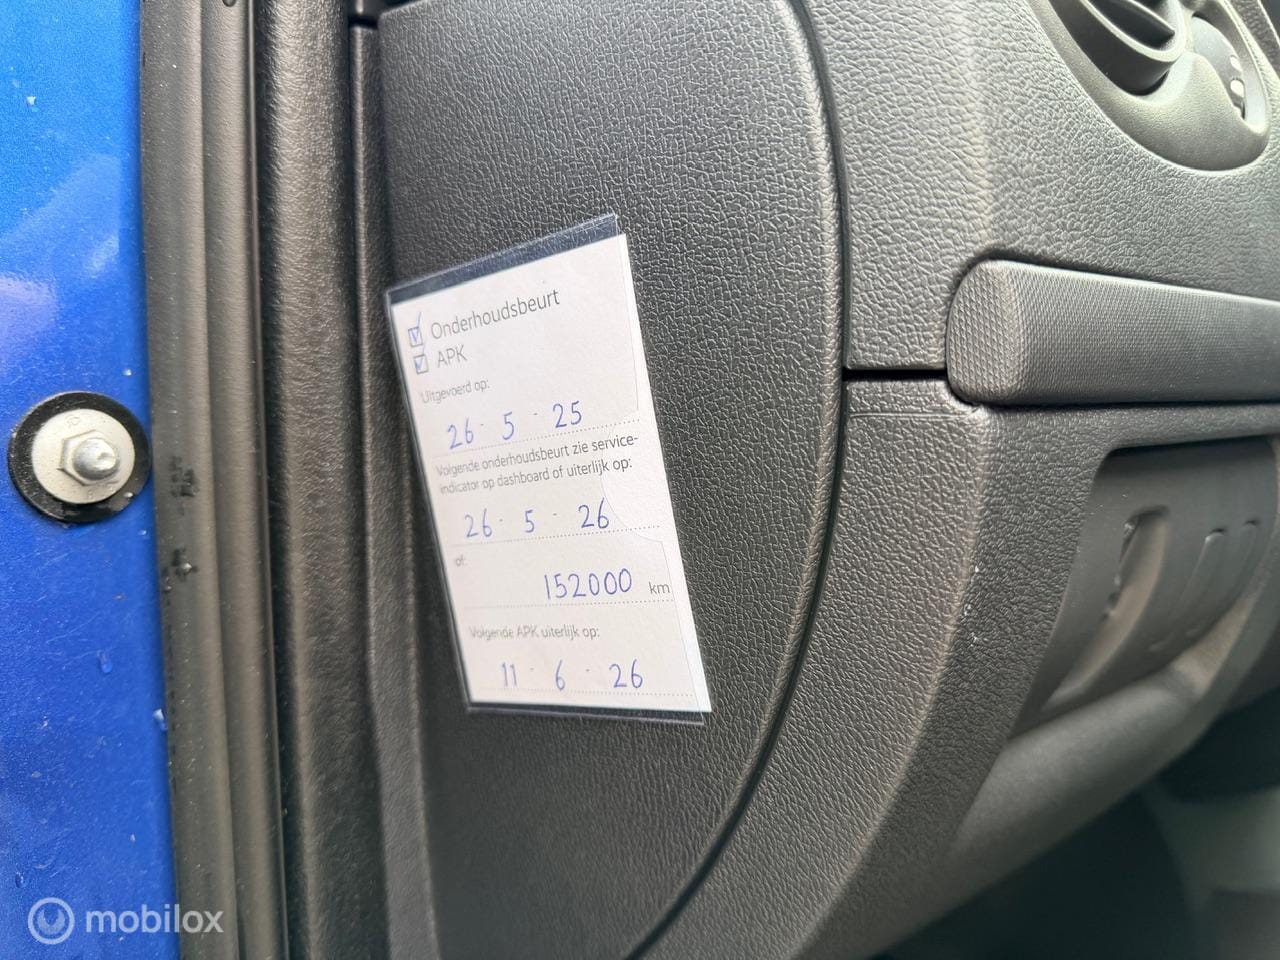 Onderhoudsbeurt
APK
Uitgevoerd op:
26 - 5 - 25
Volgende onderhoudsbeurt zie service-
indicator op dashboard of uiterlijk op:
26 - 5 - 26
of:
152000 km
Volgende APK uiterlijk op:
11 - 6 - 26
mobilox